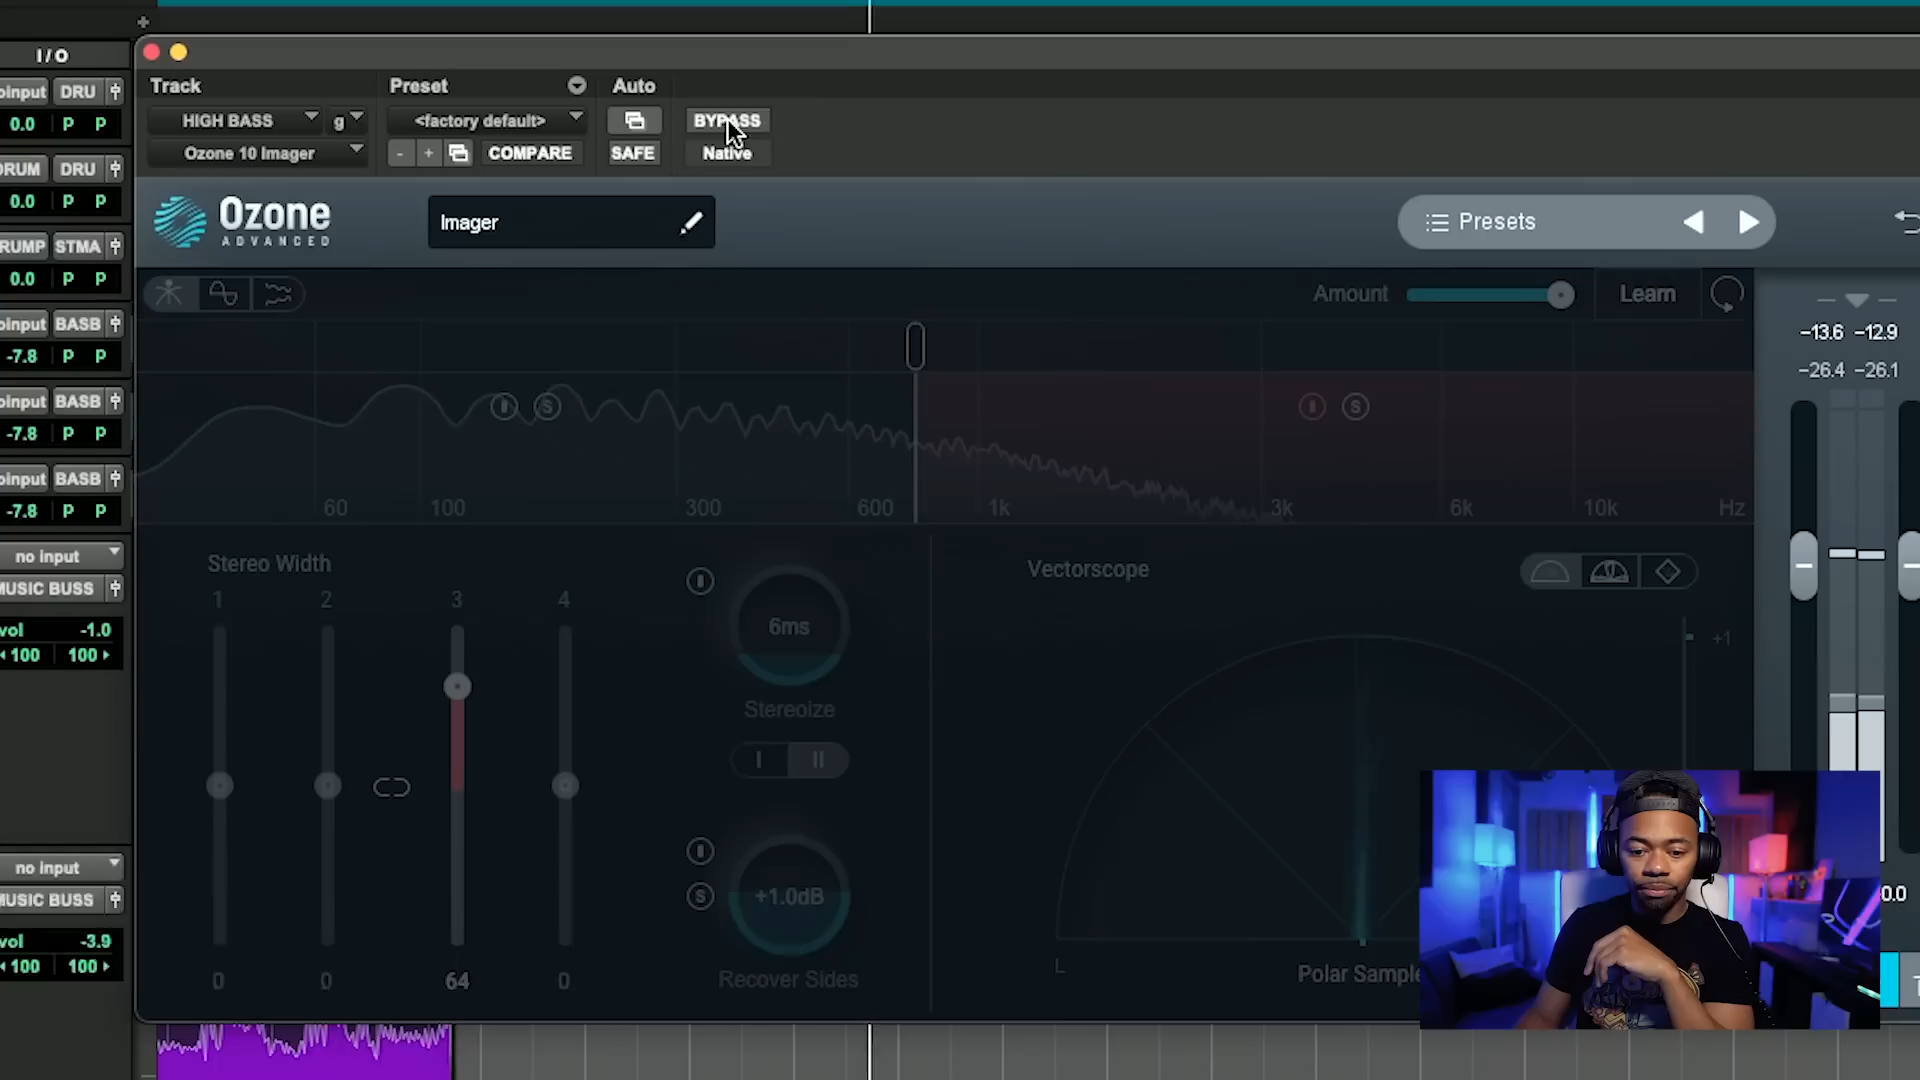 I/O
oinput DRU
0.0 P P
DRUM DRU
0.0 P P
RUMP STMA
0.0 P P
oinput BASB
-7.8 P P
oinput BASB
-7.8 P P
oinput BASB
-7.8 P P
no input
MUSIC BUSS
vol -1.0
100 100
no input
MUSIC BUSS
vol -3.9
100 100
Track Preset Auto
HIGH BASS g <factory default> BYPASS
Ozone 10 Imager - + COMPARE SAFE Native
Ozone
ADVANCED
Imager
Presets
Amount Learn
S S
60 100 300 600 1k 3k 6k 10k Hz
Stereo Width
1 2 3 4
0 0 64 0
6ms
Stereoize
I II
S
+1.0dB
Recover Sides
Vectorscope
+1
L
Polar Sample
-13.6 -12.9
-26.4 -26.1
0.0